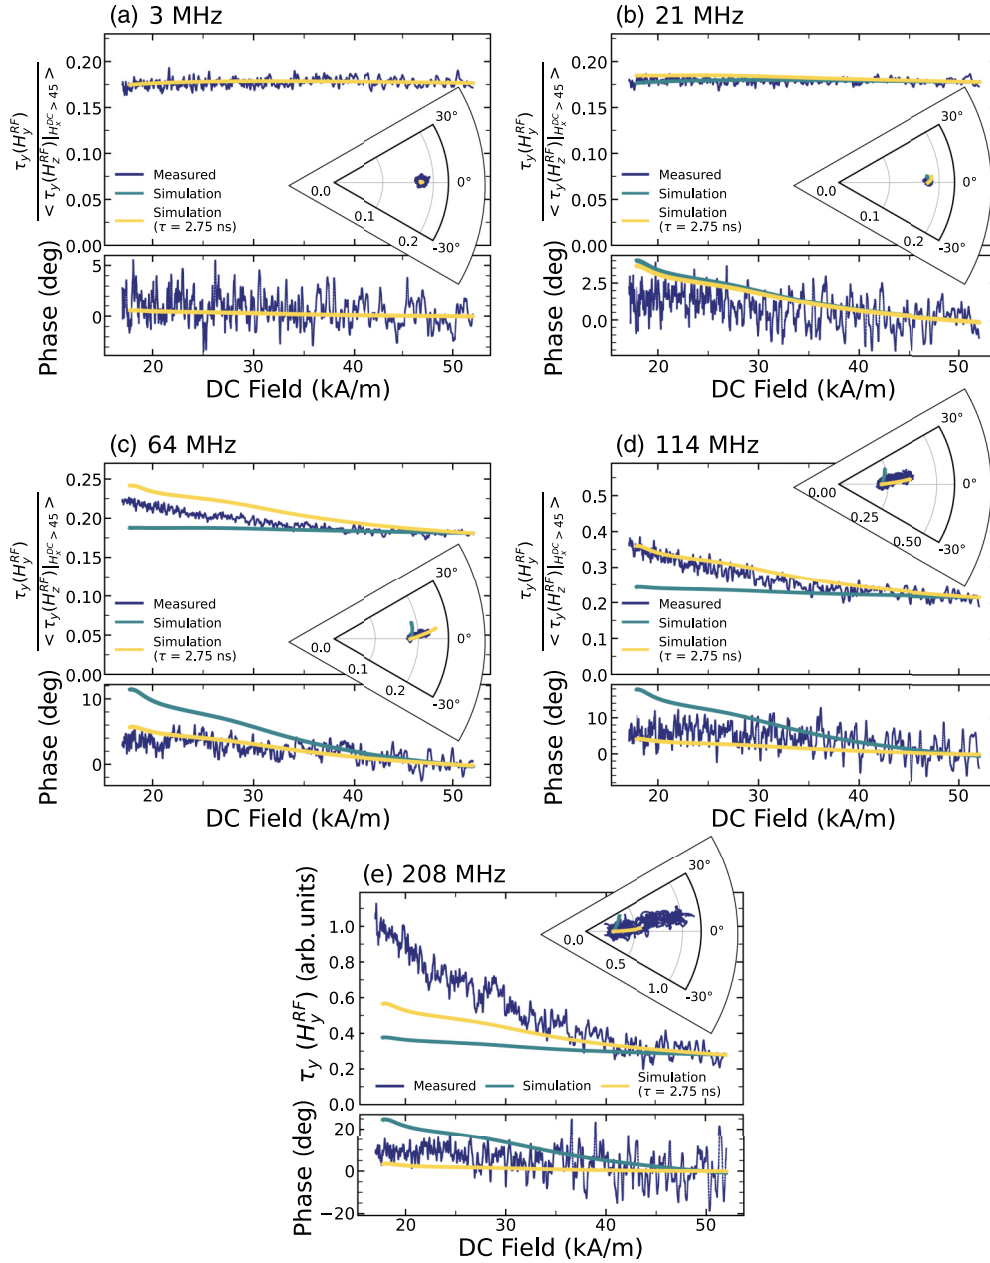 (a) 3 MHz
τy(HyRF)
< τy(HzRF)|HxDC > 45 >
0.20
0.15
0.10
0.05
0.00
Measured
Simulation
Simulation
(τ = 2.75 ns)
30°
0°
-30°
0.0
0.1
0.2
Phase (deg)
5
0
20
30
40
50
DC Field (kA/m)
(b) 21 MHz
τy(HyRF)
< τy(HzRF)|HxDC > 45 >
0.20
0.15
0.10
0.05
0.00
Measured
Simulation
Simulation
(τ = 2.75 ns)
30°
0°
-30°
0.0
0.1
0.2
Phase (deg)
2.5
0.0
20
30
40
50
DC Field (kA/m)
(c) 64 MHz
τy(HyRF)
< τy(HzRF)|HxDC > 45 >
0.25
0.20
0.15
0.10
0.05
0.00
Measured
Simulation
Simulation
(τ = 2.75 ns)
30°
0°
-30°
0.0
0.1
0.2
Phase (deg)
10
0
20
30
40
50
DC Field (kA/m)
(d) 114 MHz
τy(HyRF)
< τy(HzRF)|HxDC > 45 >
0.5
0.4
0.3
0.2
0.1
0.0
Measured
Simulation
Simulation
(τ = 2.75 ns)
30°
0°
-30°
0.00
0.25
0.50
Phase (deg)
10
0
20
30
40
50
DC Field (kA/m)
(e) 208 MHz
τy (HyRF) (arb. units)
1.0
0.8
0.6
0.4
0.2
0.0
Measured
Simulation
Simulation
(τ = 2.75 ns)
30°
0°
-30°
0.0
0.5
1.0
Phase (deg)
20
0
−20
20
30
40
50
DC Field (kA/m)